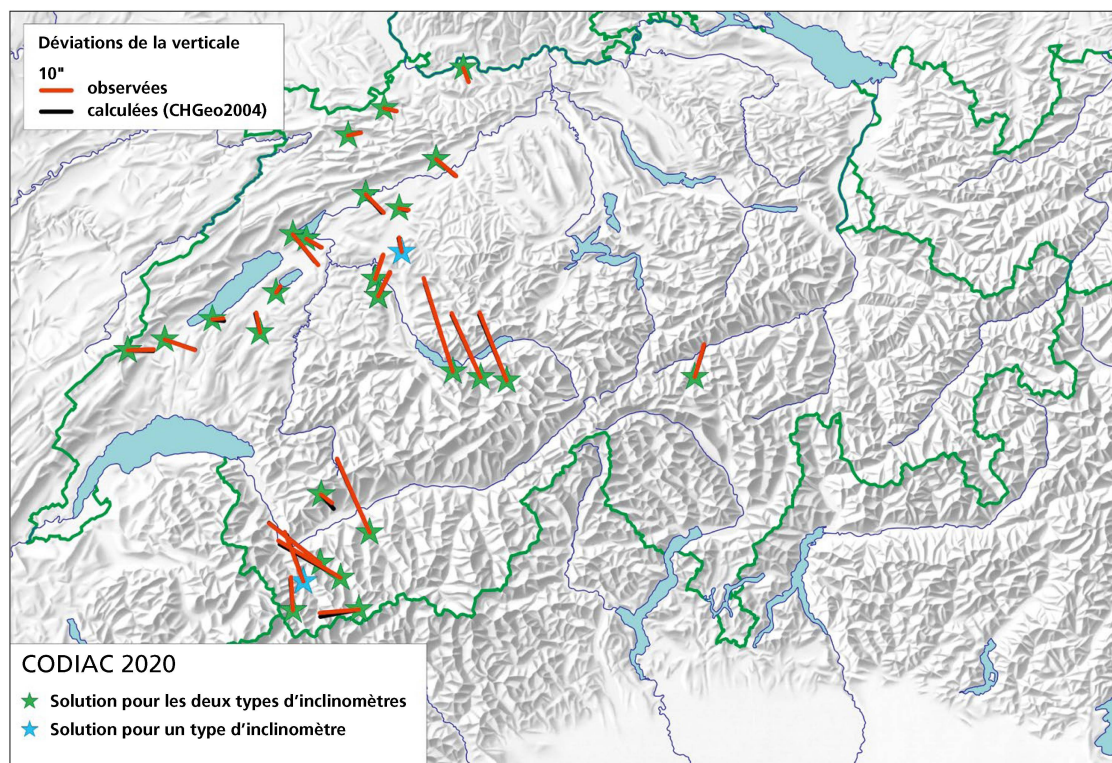 Déviations de la verticale
10"
observées
calculées (CHGeo2004)
CODIAC 2020
Solution pour les deux types d’inclinomètres
Solution pour un type d’inclinomètre